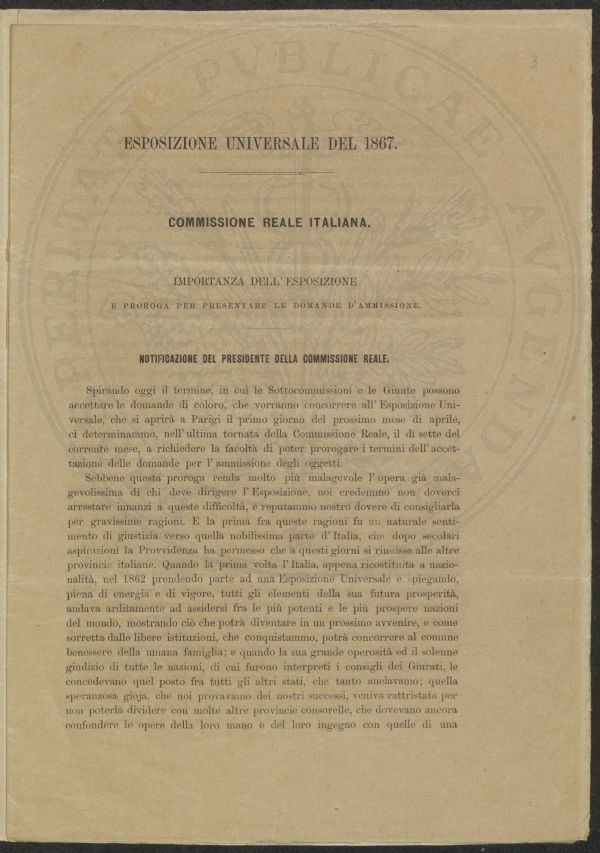 3
PERITATI PVBLICAE AVGENDAE
ESPOSIZIONE UNIVERSALE DEL 1867.
COMMISSIONE REALE ITALIANA.
IMPORTANZA DELL' ESPOSIZIONE
E PROROGA PER PRESENTARE LE DOMANDE D'AMMISSIONE.
NOTIFICAZIONE DEL PRESIDENTE DELLA COMMISSIONE REALE.
Spirando oggi il termine, in cui le Sottocommissioni e le Giunte possono
accettare le domande di coloro, che vorranno concorrere all' Esposizione Uni-
versale, che si aprirà a Parigi il primo giorno del prossimo mese di aprile,
ci determinammo, nell' ultima tornata della Commissione Reale, il dì sette del
corrente mese, a richiedere la facoltà di poter prorogare i termini dell' accet-
tazione delle domande per l' ammissione degli oggetti.
Sebbene questa proroga renda molto più malagevole l' opera già mala-
gevolissima di chi deve dirigere l' Esposizione, noi credemmo non doverci
arrestare innanzi a queste difficoltà, e reputammo nostro dovere di consigliarla
per gravissime ragioni. E la prima fra queste ragioni fu un naturale senti-
mento di giustizia verso quella nobilissima parte d' Italia, che dopo secolari
aspirazioni la Provvidenza ha permesso che a questi giorni si riunisse alle altre
provincie italiane. Quando la prima volta l' Italia, appena ricostituita a nazio-
nalità, nel 1862 prendendo parte ad una Esposizione Universale e spiegando,
piena di energia e di vigore, tutti gli elementi della sua futura prosperità,
andava arditamente ad assidersi fra le più potenti e le più prospere nazioni
del mondo, mostrando ciò che potrà diventare in un prossimo avvenire, e come
sorretta dalle libere istituzioni, che conquistammo, potrà concorrere al comune
benessere della umana famiglia; e quando la sua grande operosità ed il solenne
giudizio di tutte le nazioni, di cui furono interpreti i consigli dei Giurati, le
concedevano quel posto fra tutti gli altri stati, che tanto anelavamo; quella
speranzosa gioja, che noi provavamo dei nostri successi, veniva rattristata per
non poterla dividere con molte altre provincie consorelle, che dovevano ancora
confondere le opere della loro mano e del loro ingegno con quelle di una